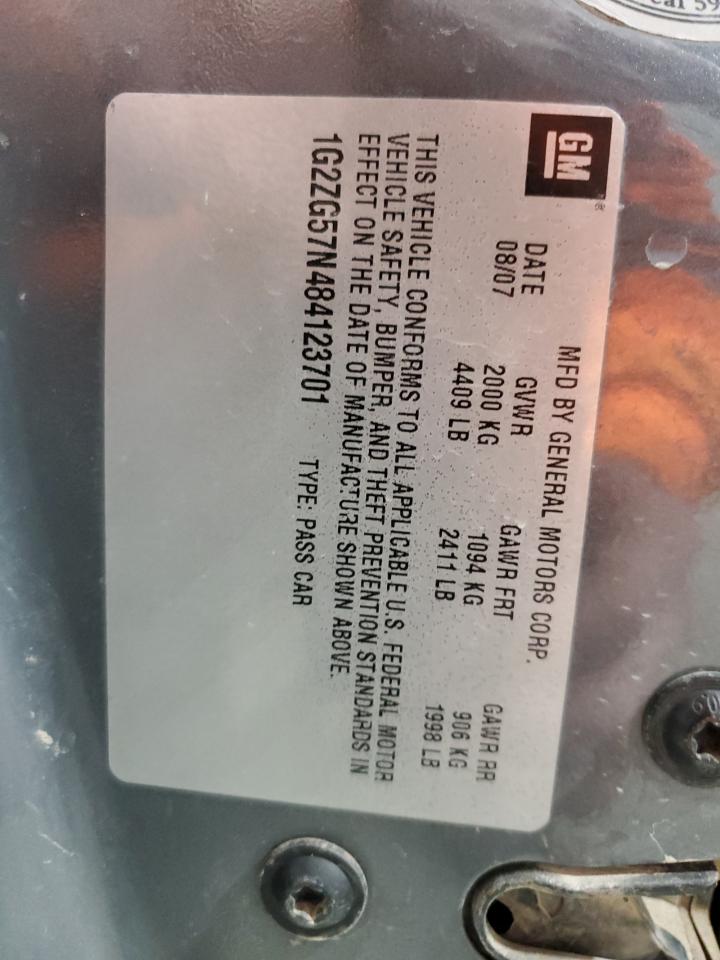 GM
MFD BY GENERAL MOTORS CORP.
DATE GVWR GAWR FRT GAWR RR
08/07 2000 KG 1094 KG 906 KG
4409 LB 2411 LB 1998 LB
THIS VEHICLE CONFORMS TO ALL APPLICABLE U.S. FEDERAL MOTOR
VEHICLE SAFETY, BUMPER, AND THEFT PREVENTION STANDARDS IN
EFFECT ON THE DATE OF MANUFACTURE SHOWN ABOVE.
1G2ZG57N484123701 TYPE: PASS CAR